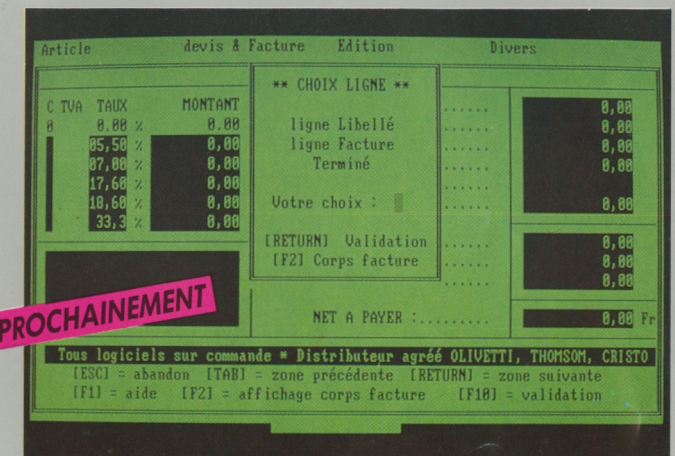 Article devis & Facture Edition Divers
** CHOIX LIGNE **
C TVA TAUX MONTANT
0 0.00 % 0.00
05,50 % 0,00
07,00 % 0,00
17,60 % 0,00
18,60 % 0,00
33,3 % 0,00
ligne Libellé
ligne Facture
Terminé
Votre choix :
[RETURN] Validation
[F2] Corps facture
...... 0,00
...... 0,00
...... 0,00
...... 0,00
......
...... 0,00
...... 0,00
...... 0,00
...... 0,00
PROCHAINEMENT
NET A PAYER :......... 0,00 Fr
Tous logiciels sur commande * Distributeur agréé OLIVETTI, THOMSOM, CRISTO
[ESC] = abandon [TAB] = zone précédente [RETURN] = zone suivante
[F1] = aide [F2] = affichage corps facture [F10] = validation